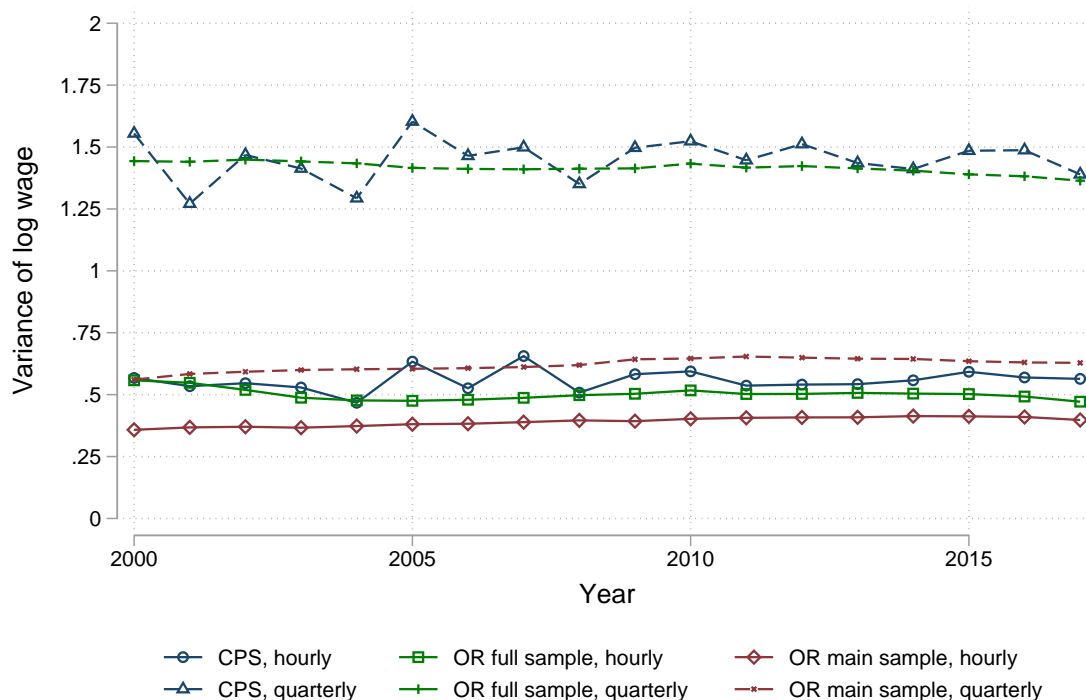 Variance of log wage
2
1.75
1.5
1.25
1
.75
.5
.25
0
2000 2005 2010 2015
Year
CPS, hourly OR full sample, hourly OR main sample, hourly
CPS, quarterly OR full sample, quarterly OR main sample, quarterly